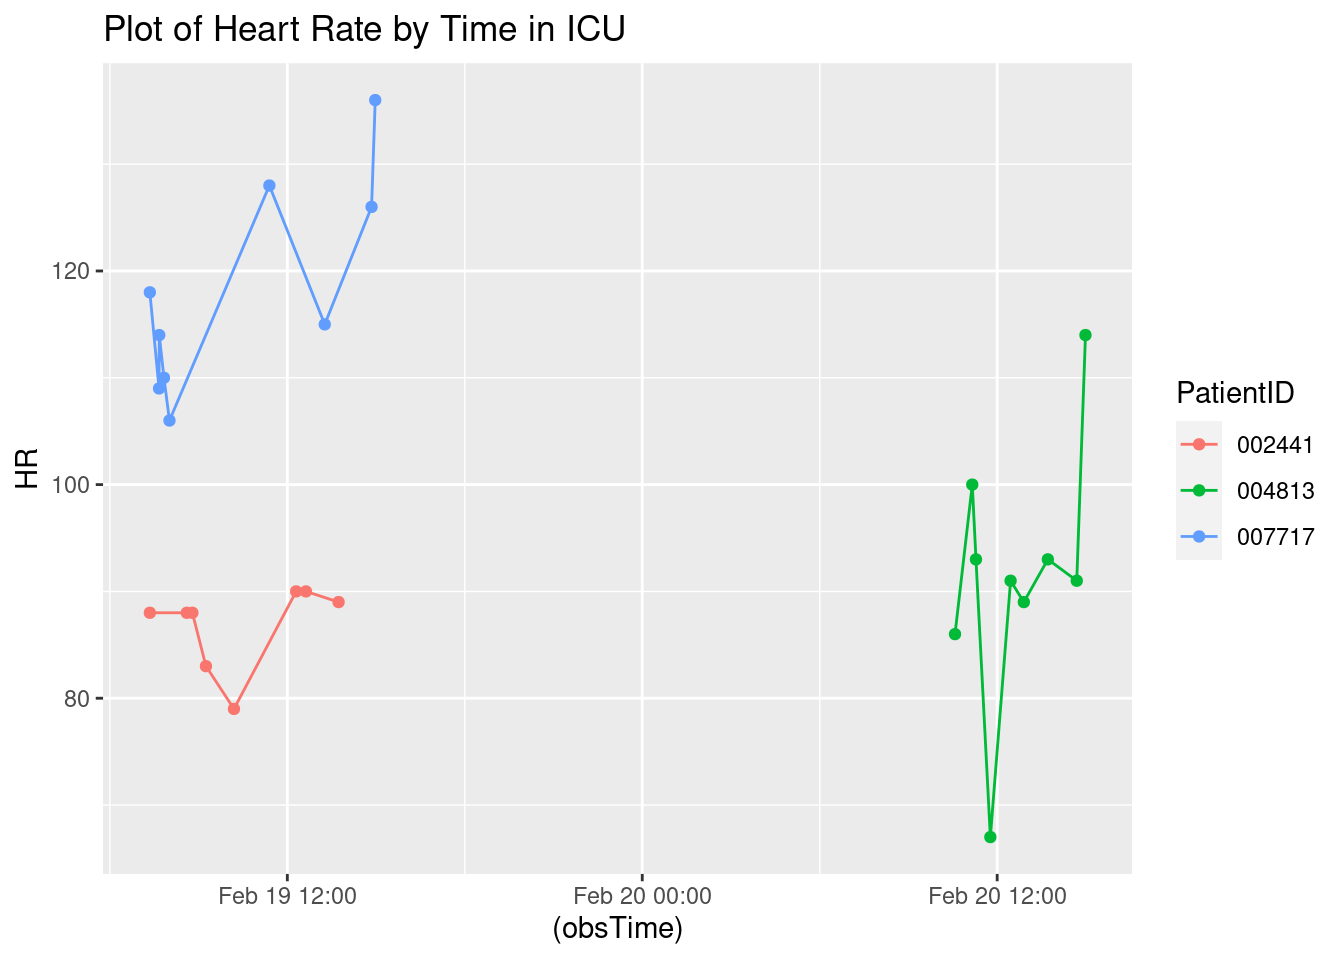 Plot of Heart Rate by Time in ICU
120
100
80
HR
Feb 19 12:00
Feb 20 00:00
Feb 20 12:00
(obsTime)
PatientID
002441
004813
007717